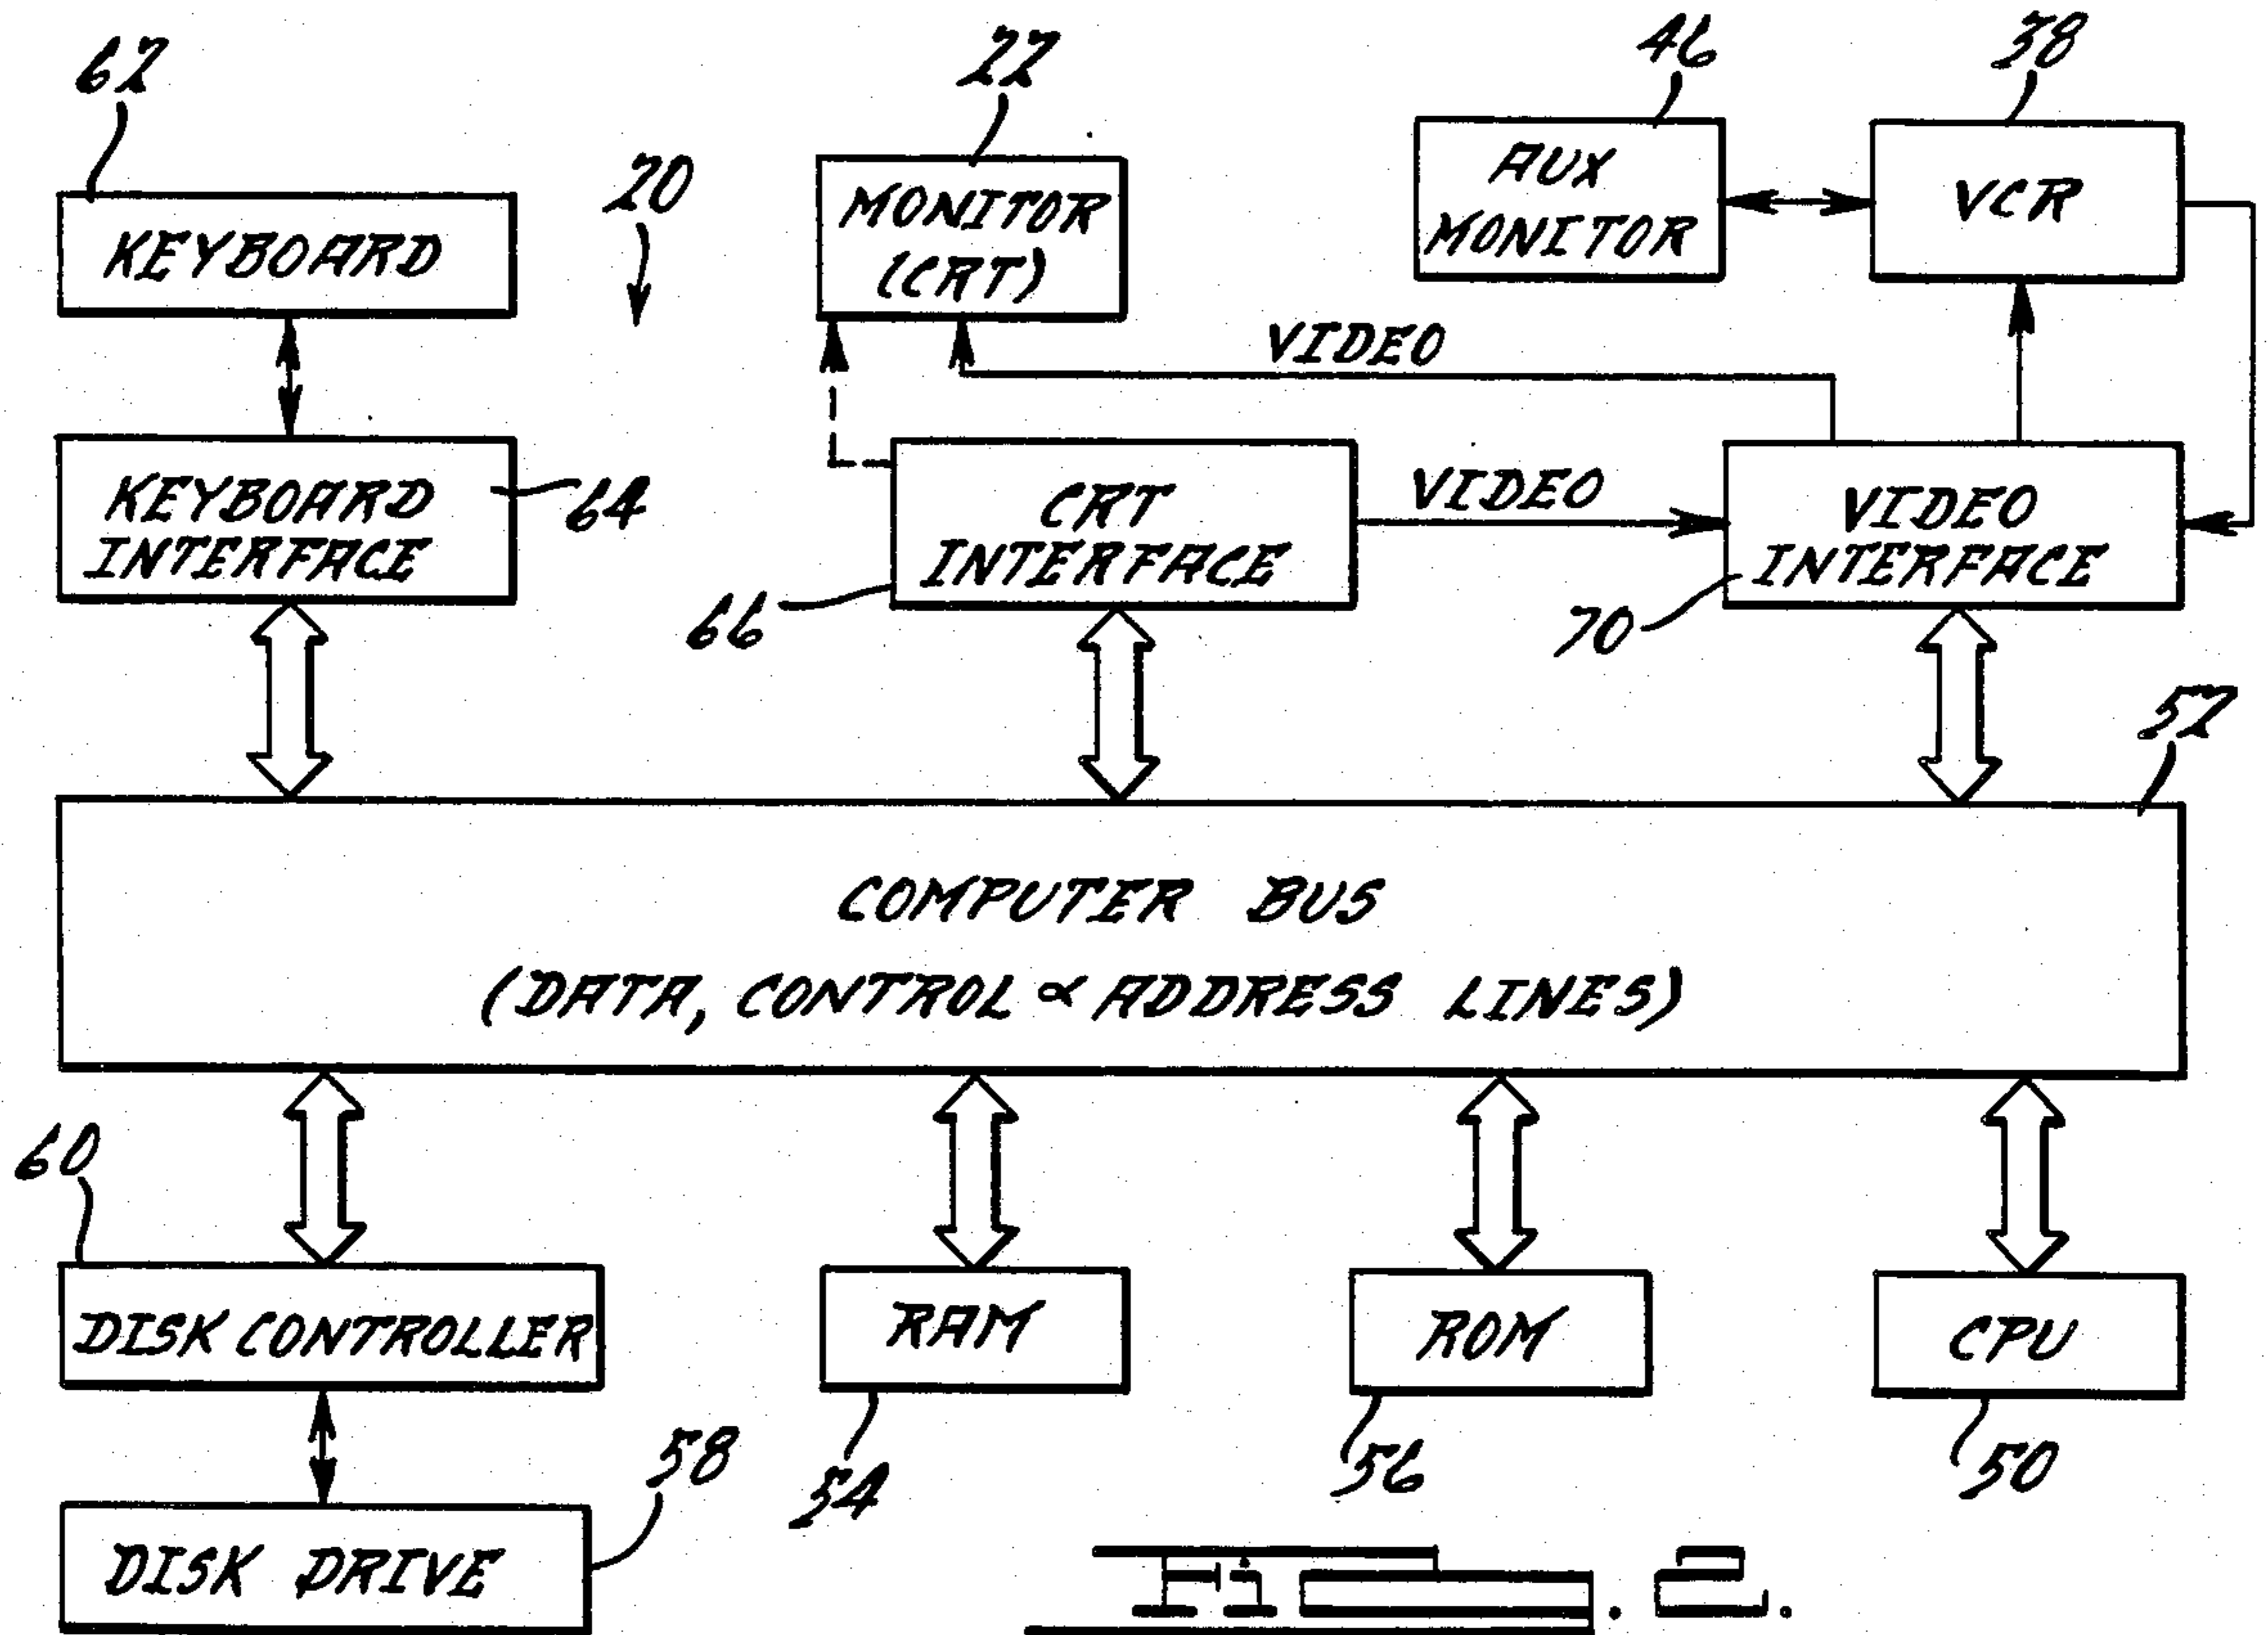 62
22
46
38
20
KEYBOARD
MONITOR
(CRT)
AUX
MONITOR
VCR
VIDEO
KEYBOARD
INTERFACE
64
CRT
INTERFACE
66
VIDEO
VIDEO
INTERFACE
70
52
COMPUTER BUS
(DATA, CONTROL & ADDRESS LINES)
60
DISK CONTROLLER
RAM
ROM
CPU
58
54
56
50
DISK DRIVE
Fig. 2.